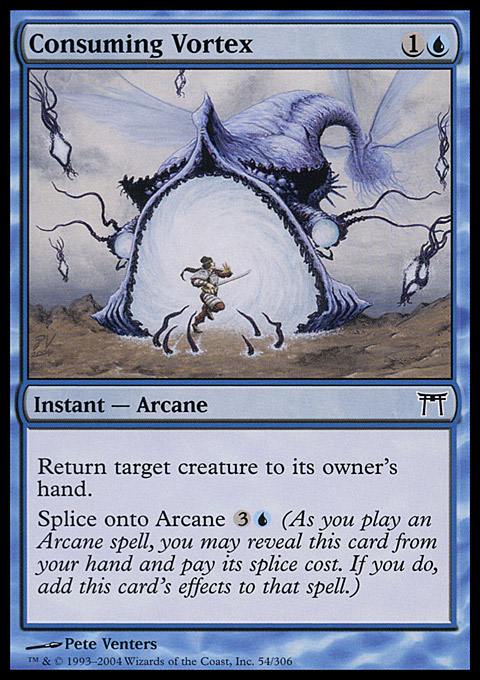 Consuming Vortex 1
Instant — Arcane
Return target creature to its owner's
hand.
Splice onto Arcane 3 (As you play an
Arcane spell, you may reveal this card from
your hand and pay its splice cost. If you do,
add this card's effects to that spell.)
Pete Venters
™ & © 1993–2004 Wizards of the Coast, Inc. 54/306